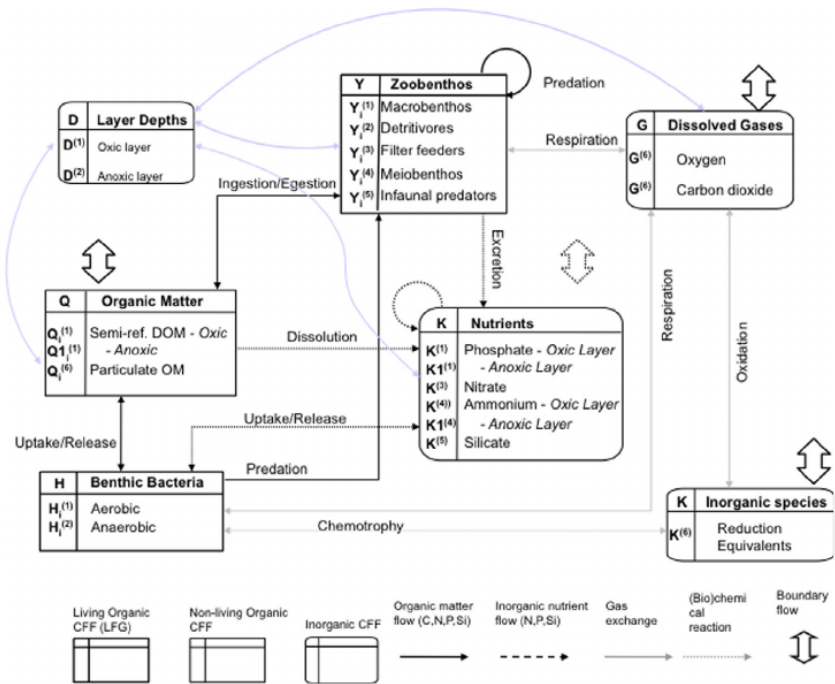 Y Zoobenthos
Yi(1) Macrobenthos
Yi(2) Detritivores
Yi(3) Filter feeders
Yi(4) Meiobenthos
Yi(5) Infaunal predators
Predation
D Layer Depths
D(1) Oxic layer
D(2) Anoxic layer
G Dissolved Gases
G(6) Oxygen
G(6) Carbon dioxide
Respiration
Ingestion/Egestion
Excretion
Q Organic Matter
Qi(1) Semi-ref. DOM - Oxic
Q1i(1) - Anoxic
Qi(6) Particulate OM
Dissolution
K Nutrients
K(1) Phosphate - Oxic Layer
K1(1) - Anoxic Layer
K(3) Nitrate
K(4)) Ammonium - Oxic Layer
K1(4) - Anoxic Layer
K(5) Silicate
Respiration
Oxidation
Uptake/Release
Uptake/Release
H Benthic Bacteria
Hi(1) Aerobic
Hi(2) Anaerobic
Predation
Chemotrophy
K Inorganic species
K(6) Reduction
Equivalents
Living Organic
CFF (LFG)
Non-living Organic
CFF
Inorganic CFF
Organic matter
flow (C,N,P,Si)
Inorganic nutrient
flow (N,P,Si)
Gas
exchange
(Bio)chemi
cal
reaction
Boundary
flow